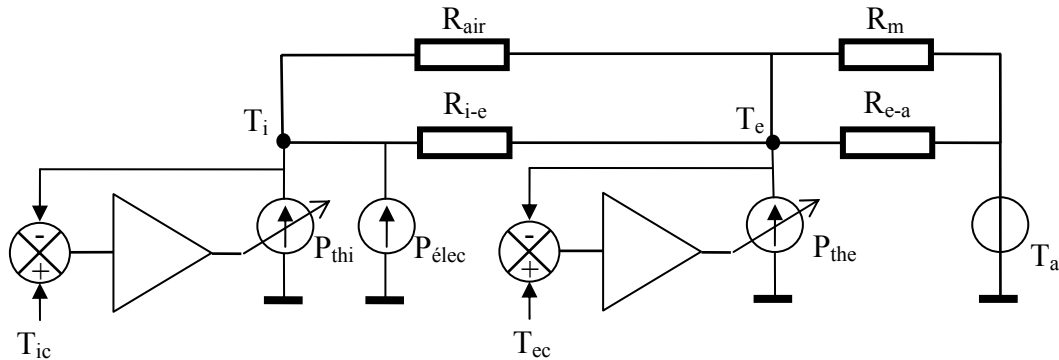 R_air R_m
R_i-e R_e-a
T_i T_e
- -
+ +
P_thi P_élec P_the T_a
T_ic T_ec